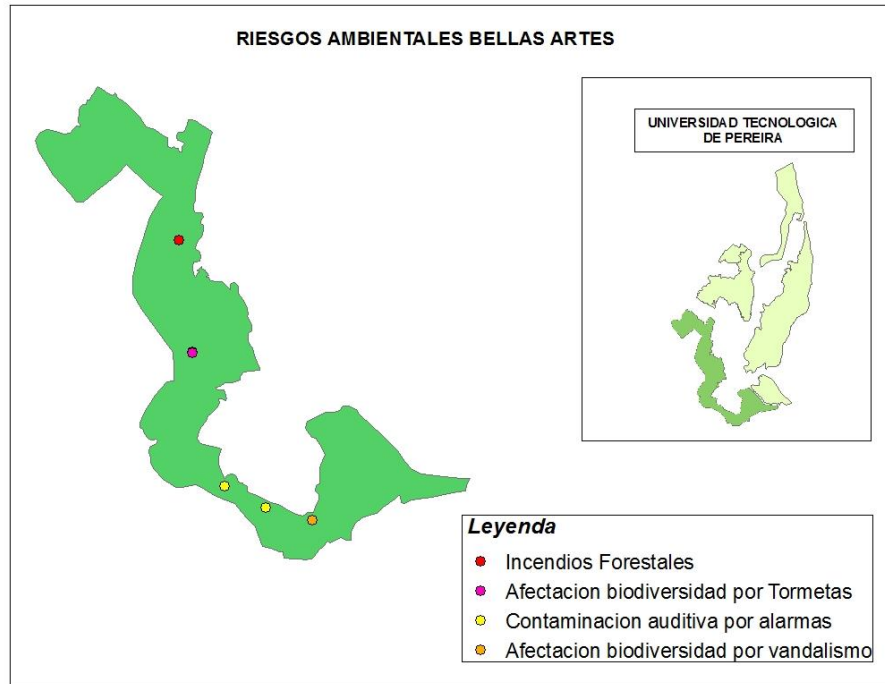 RIESGOS AMBIENTALES BELLAS ARTES
UNIVERSIDAD TECNOLOGICA
DE PEREIRA
Leyenda
Incendios Forestales
Afectacion biodiversidad por Tormetas
Contaminacion auditiva por alarmas
Afectacion biodiversidad por vandalismo